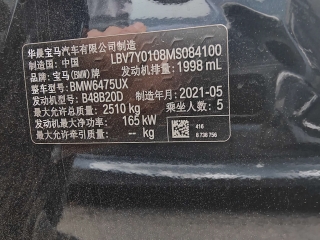 华晨宝马汽车有限公司制造
制造国：中国 LBV7Y0108MS084100
品牌：宝马(BMW)牌 发动机排量：1998 mL
整车型号：BMW6475UX
发动机型号：B48B20D 制造年月：2021-05
最大允许总质量：2510 kg 乘坐人数：5
发动机最大净功率：165 kW
最大允许牵引质量：-- kg
416
8 738 756